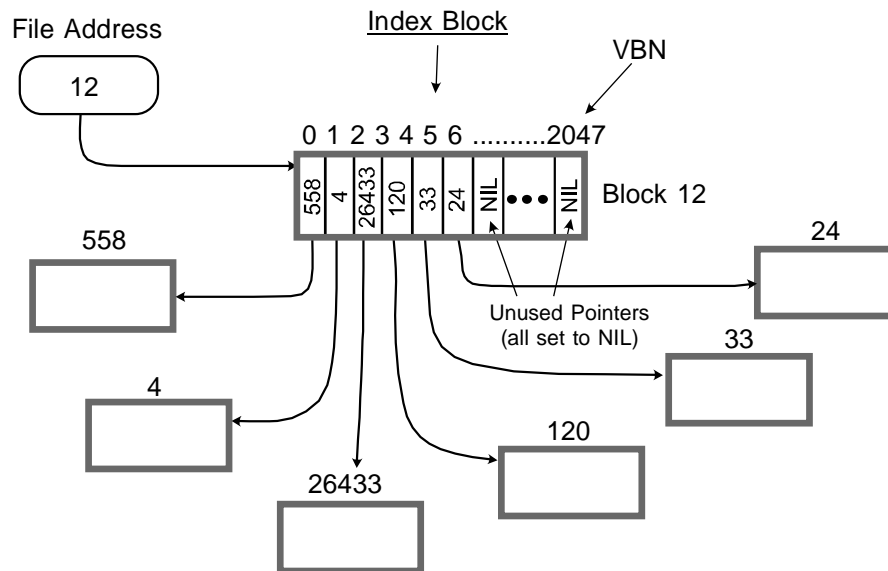 File Address
Index Block
VBN
12
0 1 2 3 4 5 6 ..........2047
558 4 26433 120 33 24 NIL ••• NIL
Block 12
558
24
Unused Pointers
(all set to NIL)
33
4
120
26433